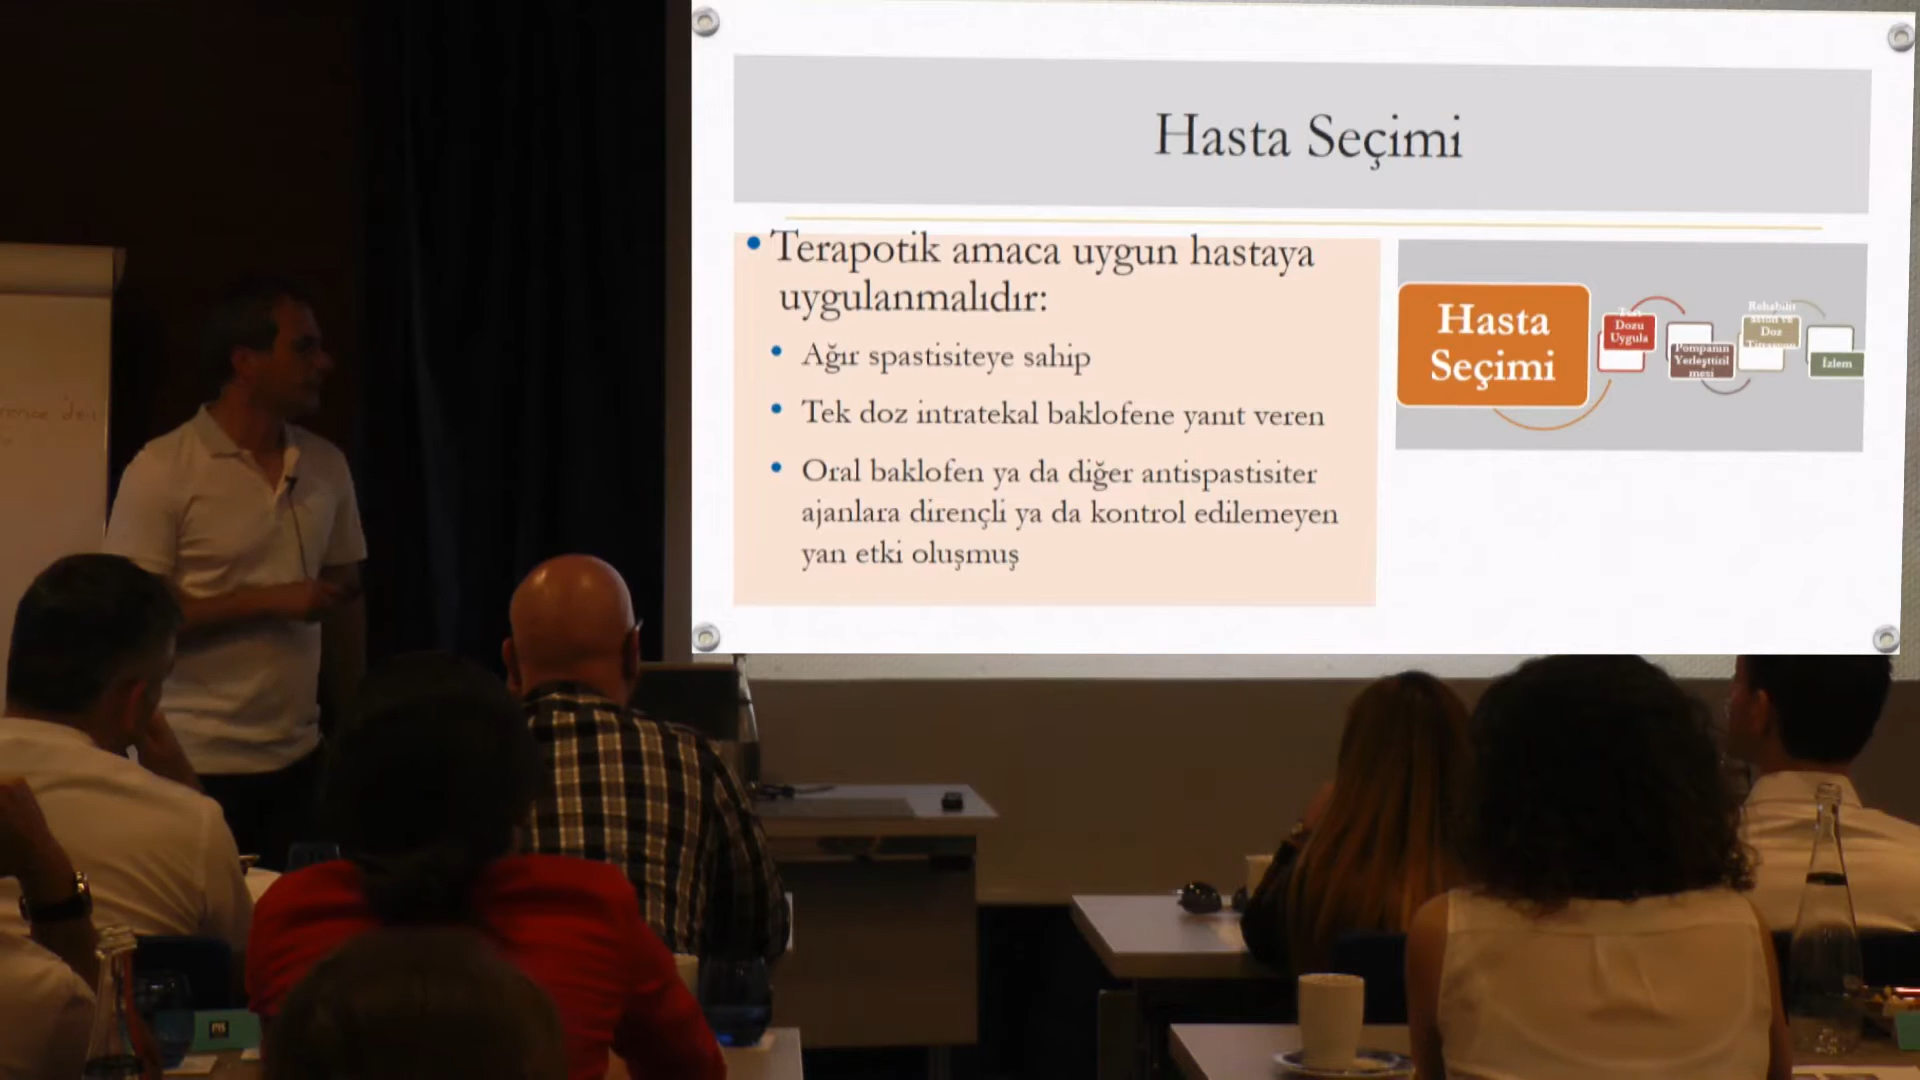 Hasta Seçimi
• Terapotik amaca uygun hastaya
uygulanmalıdır:
• Ağır spastisiteye sahip
• Tek doz intratekal baklofene yanıt veren
• Oral baklofen ya da diğer antispastisiter
ajanlara dirençli ya da kontrol edilemeyen
yan etki oluşmuş
Hasta
Seçimi
Dozu
Uygula
Pompanın
Yerleştiril
mesi
Doz
İzlem